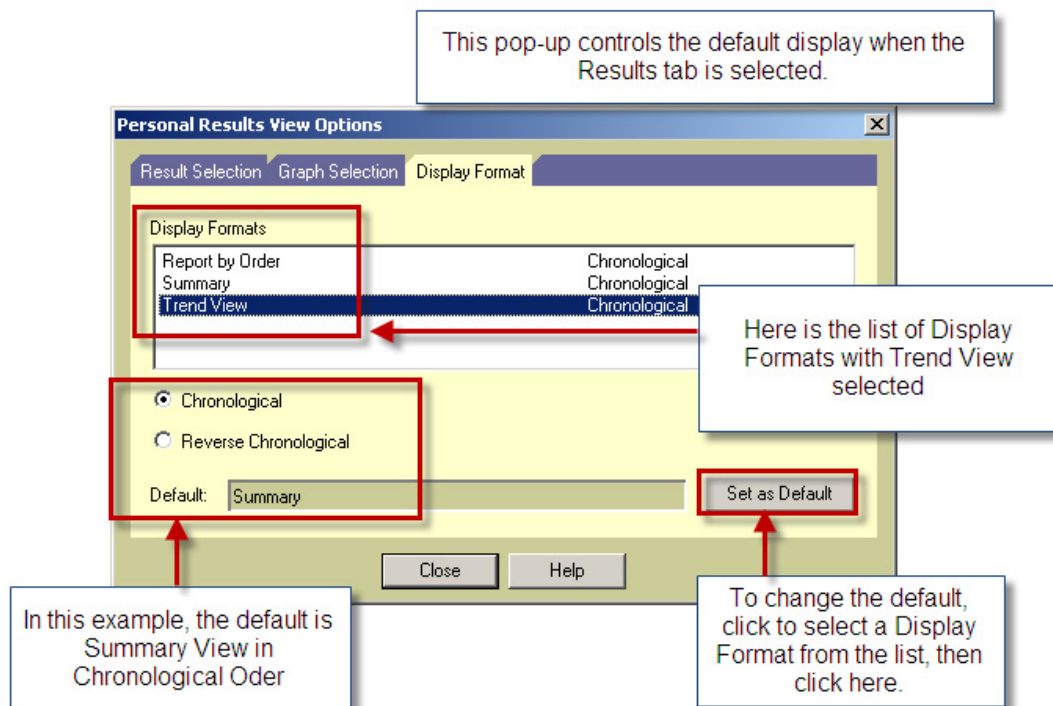 This pop-up controls the default display when the
Results tab is selected.
Personal Results View Options
Result Selection Graph Selection Display Format
Display Formats
Report by Order Chronological
Summary Chronological
Trend View Chronological
Here is the list of Display
Formats with Trend View
selected
Chronological
Reverse Chronological
Default: Summary Set as Default
Close Help
In this example, the default is
Summary View in
Chronological Oder
To change the default,
click to select a Display
Format from the list, then
click here.